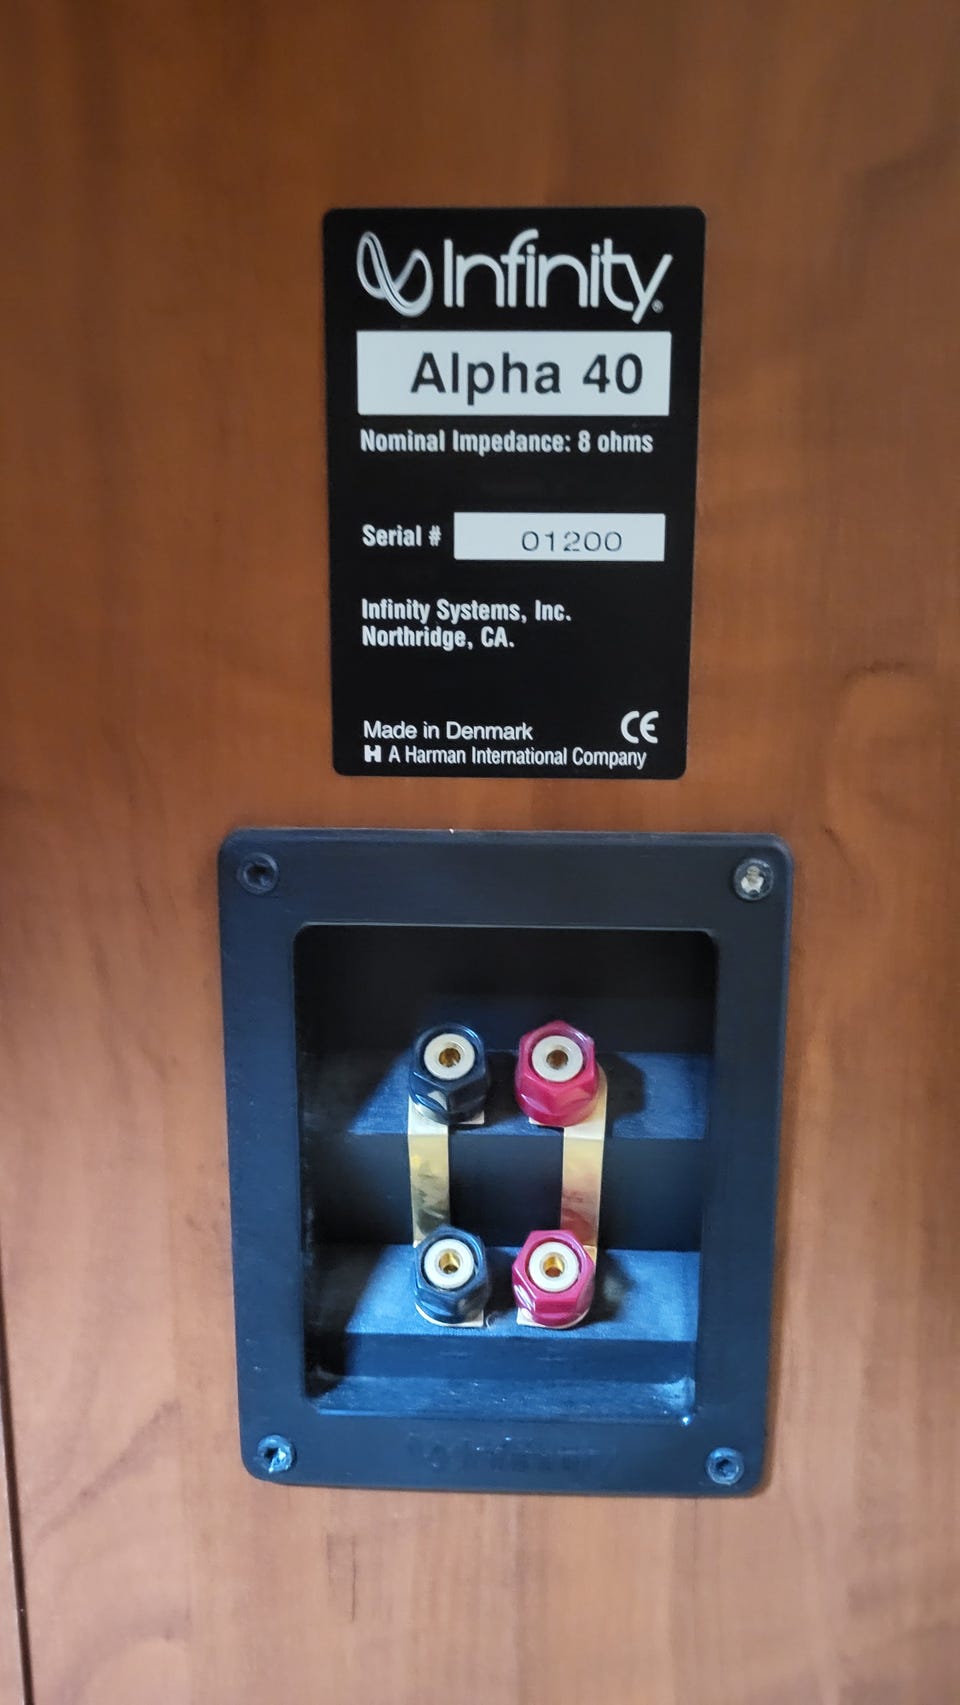 Infinity®
Alpha 40
Nominal Impedance: 8 ohms
Serial # 01200
Infinity Systems, Inc.
Northridge, CA.
Made in Denmark CE
H A Harman International Company